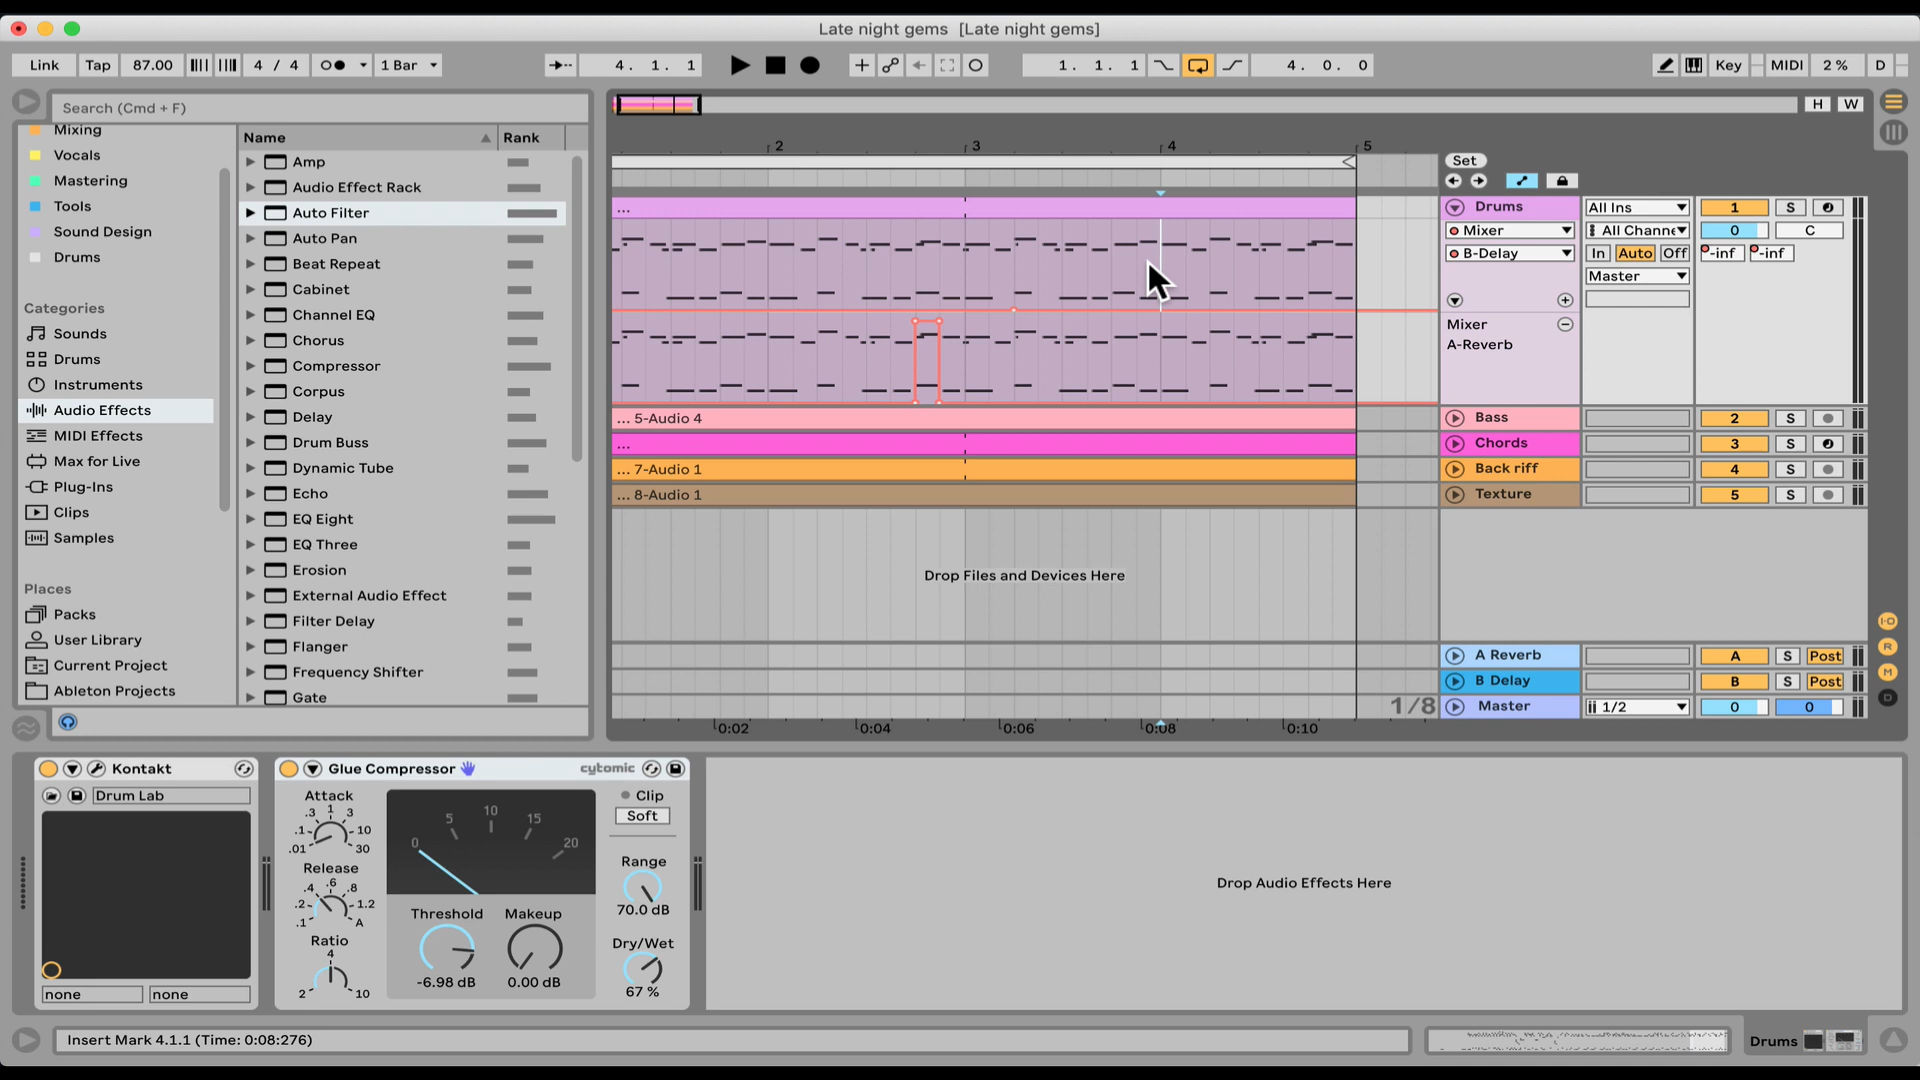 Late night gems [Late night gems]
Link Tap 87.00 4 / 4 1 Bar 4. 1. 1 1. 1. 1 4. 0. 0 Key MIDI 2 % D
Search (Cmd + F)
Mixing
Vocals
Mastering
Tools
Sound Design
Drums
Categories
Sounds
Drums
Instruments
Audio Effects
MIDI Effects
Max for Live
Plug-Ins
Clips
Samples
Places
Packs
User Library
Current Project
Ableton Projects
Name Rank
Amp
Audio Effect Rack
Auto Filter
Auto Pan
Beat Repeat
Cabinet
Channel EQ
Chorus
Compressor
Corpus
Delay
Drum Buss
Dynamic Tube
Echo
EQ Eight
EQ Three
Erosion
External Audio Effect
Filter Delay
Flanger
Frequency Shifter
Gate
H W
2 3 4 5
Set
...
Drums All Ins 1 S
Mixer All Channe 0 C
B-Delay In Auto Off -inf -inf
Master
Mixer
A-Reverb
... 5-Audio 4 Bass 2 S
... Chords 3 S
... 7-Audio 1 Back riff 4 S
... 8-Audio 1 Texture 5 S
Drop Files and Devices Here
A Reverb A S Post
B Delay B S Post
1/8 Master 1/2 0 0
0:02 0:04 0:06 0:08 0:10
I·O
R
M
D
Kontakt
Drum Lab
none none
Glue Compressor cytomic
Attack
.01 .1 .3 1 3 10 30
Release
.1 .2 .4 .6 .8 1.2 A
Ratio
2 4 10
0 5 10 15 20
Threshold Makeup
-6.98 dB 0.00 dB
Clip
Soft
Range
70.0 dB
Dry/Wet
67 %
Drop Audio Effects Here
Insert Mark 4.1.1 (Time: 0:08:276)
Drums